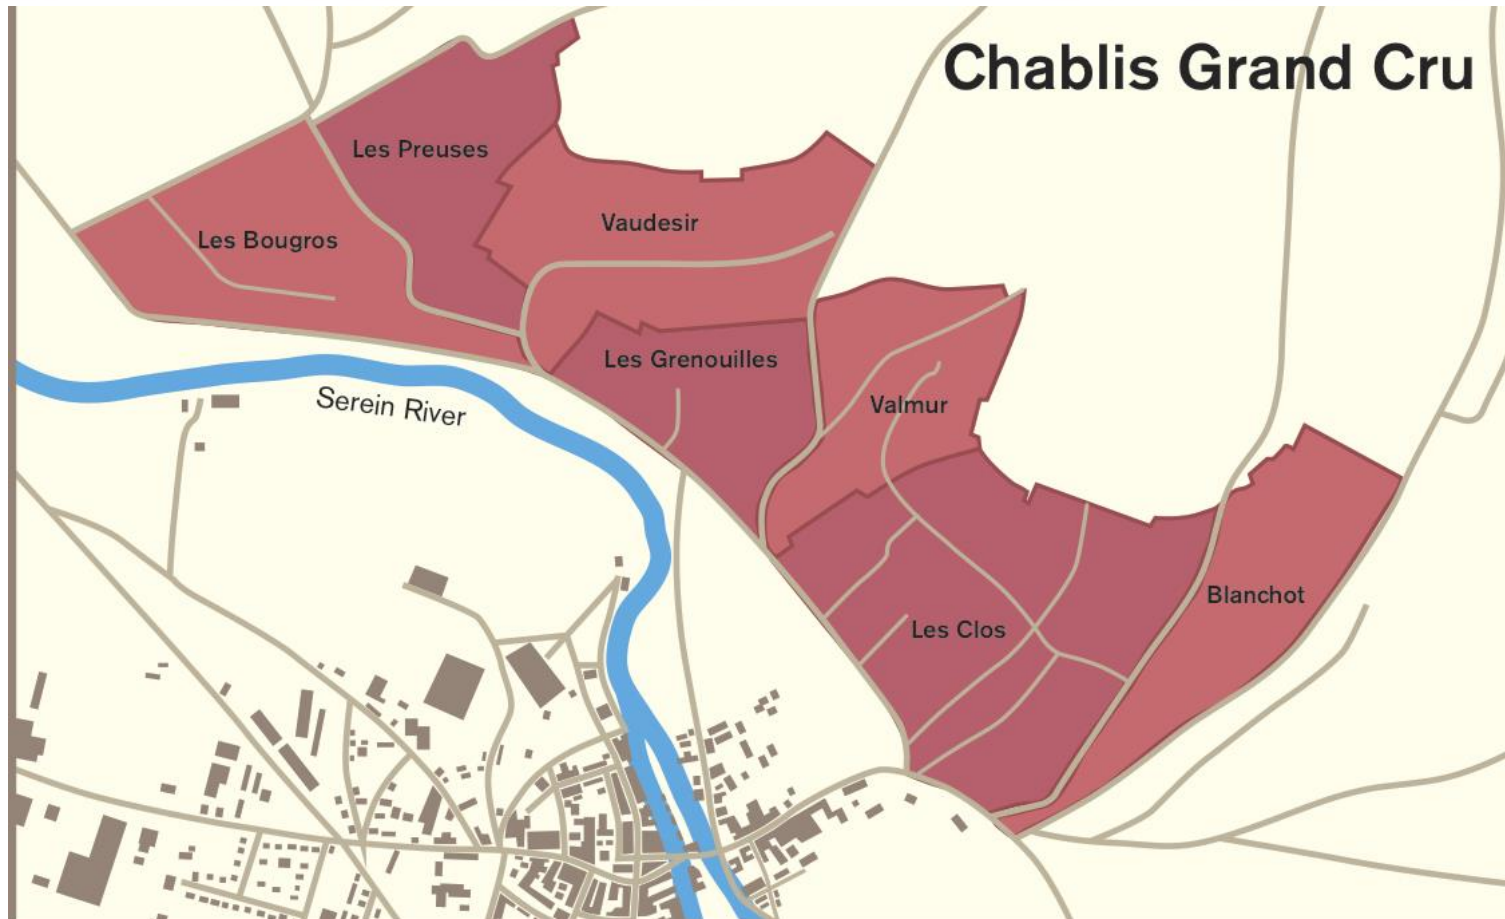 Chablis Grand Cru
Les Preuses
Vaudesir
Les Bougros
Les Grenouilles
Serein River
Valmur
Blanchot
Les Clos